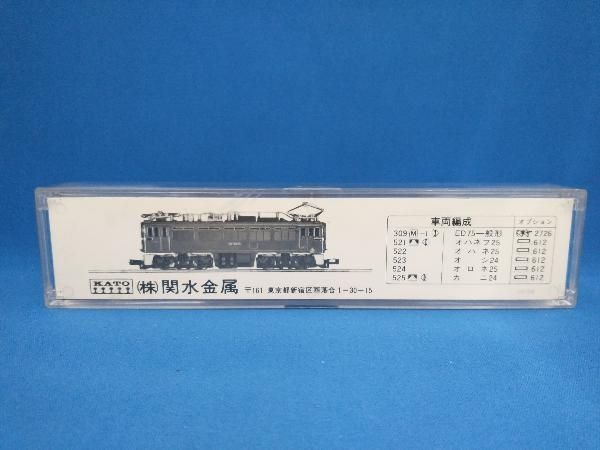 KATO
(株)関水金属 〒161 東京都新宿区西落合1-30-15
車両編成 オプション
309 M-1 ED75一般形 2726
521 オハネフ25 612
522 オハネ25 612
523 オシ24 612
524 オロネ25 612
525 カニ24 612